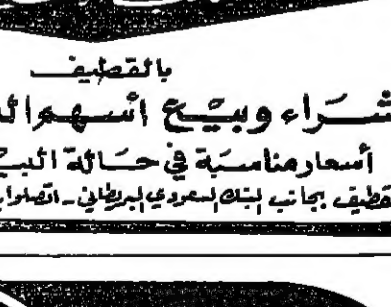 بالقطيف
شراء وبيع أسهم
أسعار مناسبة في حالة
بجانب البنك السعودي البريطاني -